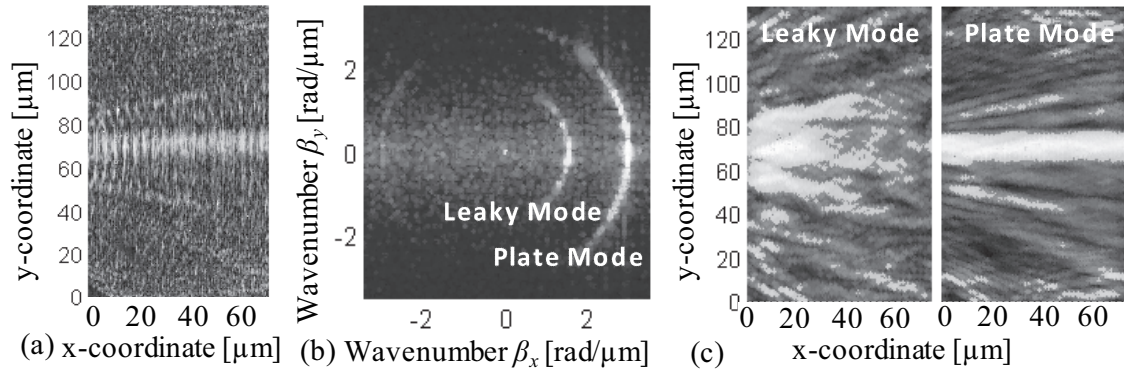 120
100
80
60
40
20
0
y-coordinate [µm]
0 20 40 60
(a) x-coordinate [µm]
2
0
-2
Wavenumber βy [rad/µm]
Leaky Mode
Plate Mode
-2 0 2
(b) Wavenumber βx [rad/µm]
Leaky Mode
Plate Mode
120
100
80
60
40
20
0
y-coordinate [µm]
0 20 40 60
0 20 40 60
(c) x-coordinate [µm]